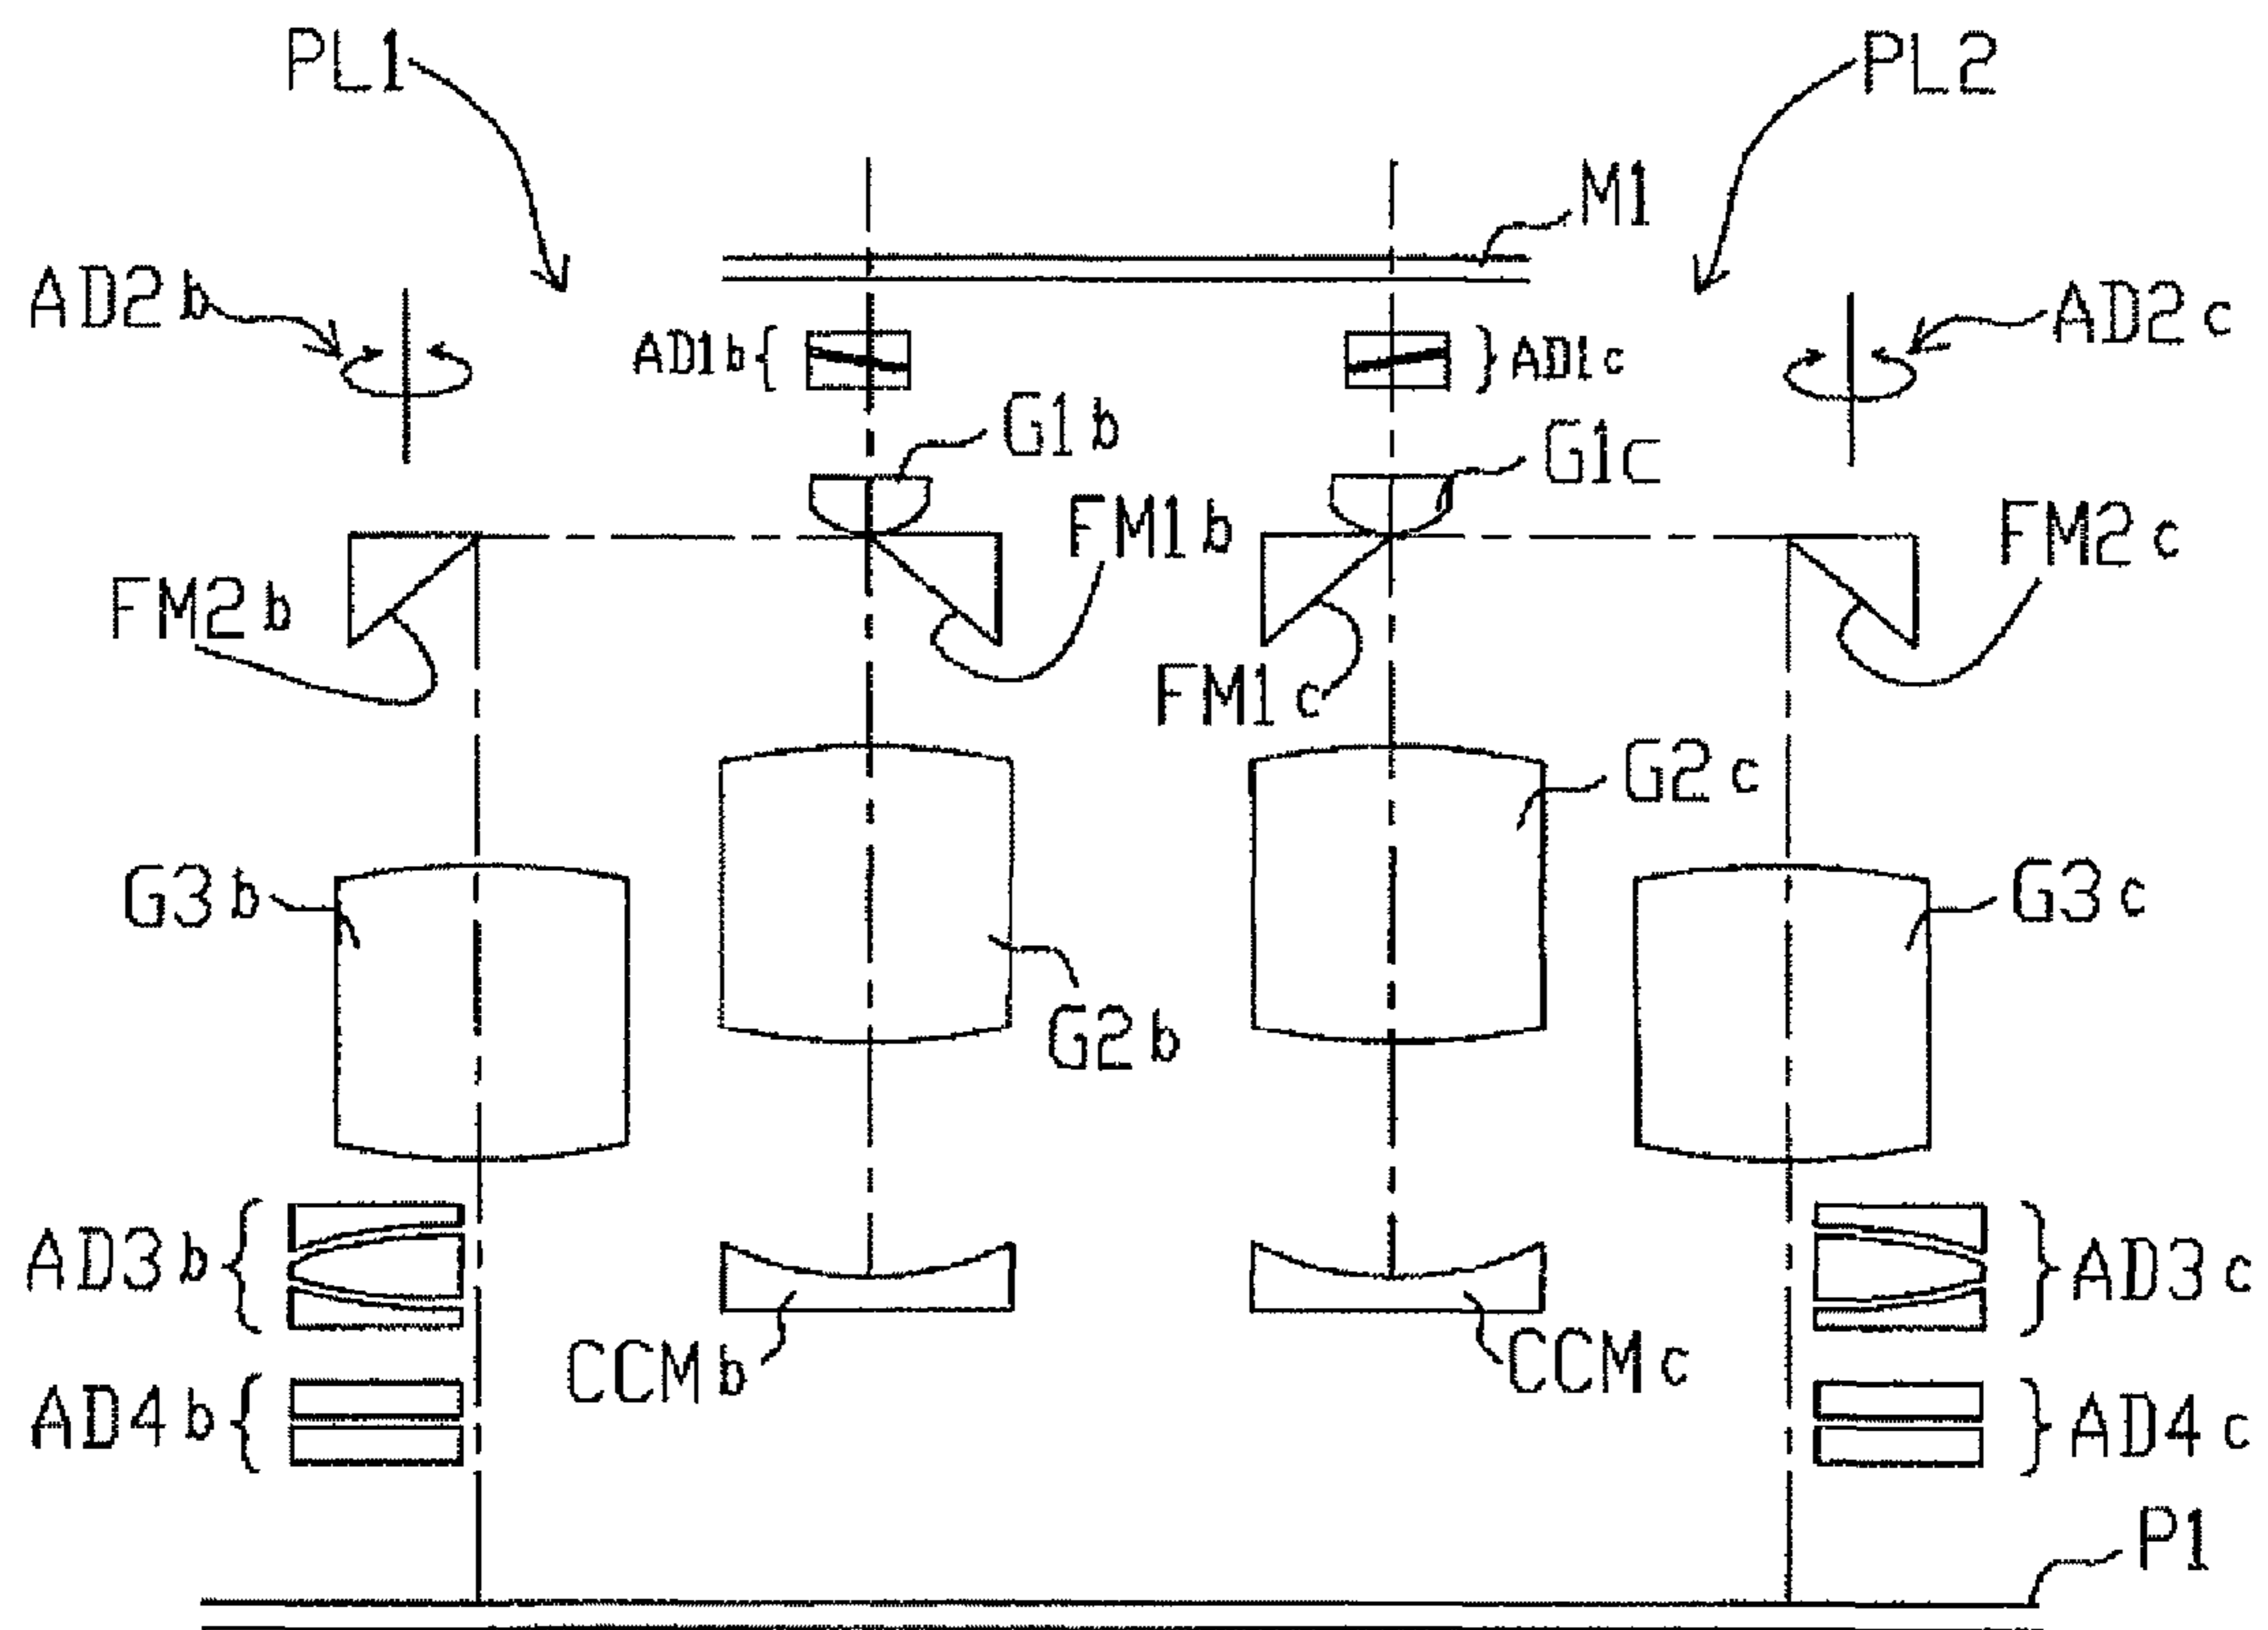 PL1
PL2
M1
AD2b
AD2c
AD1b
AD1c
G1b
G1c
FM1b
FM2c
FM2b
FM1c
G2c
G3b
G3c
G2b
AD3b
AD3c
CCMb
CCMc
AD4b
AD4c
P1